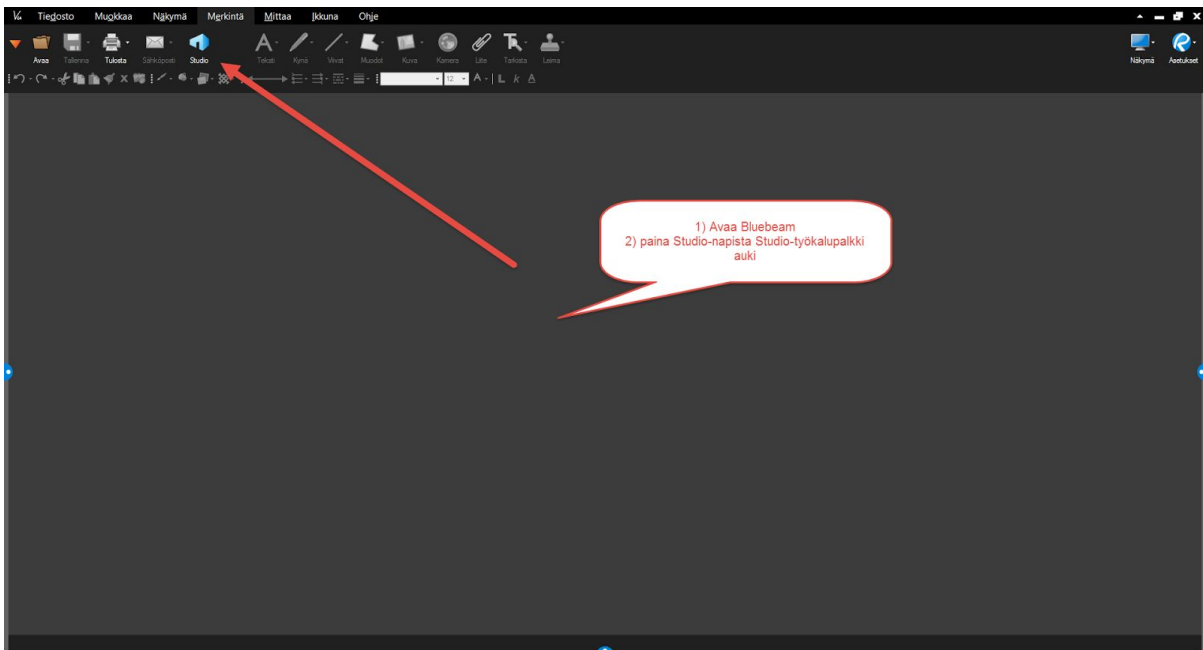 Tiedosto Muokkaa Näkymä Merkintä Mittaa Ikkuna Ohje
Avaa Tallenna Tulosta Sähköposti Studio Teksti Kynä Viivat Muodot Kuva Kamera Liite Tarkista Leima Näkymä Asetukset
12 A L K A
1) Avaa Bluebeam
2) paina Studio-napista Studio-työkalupalkki
auki